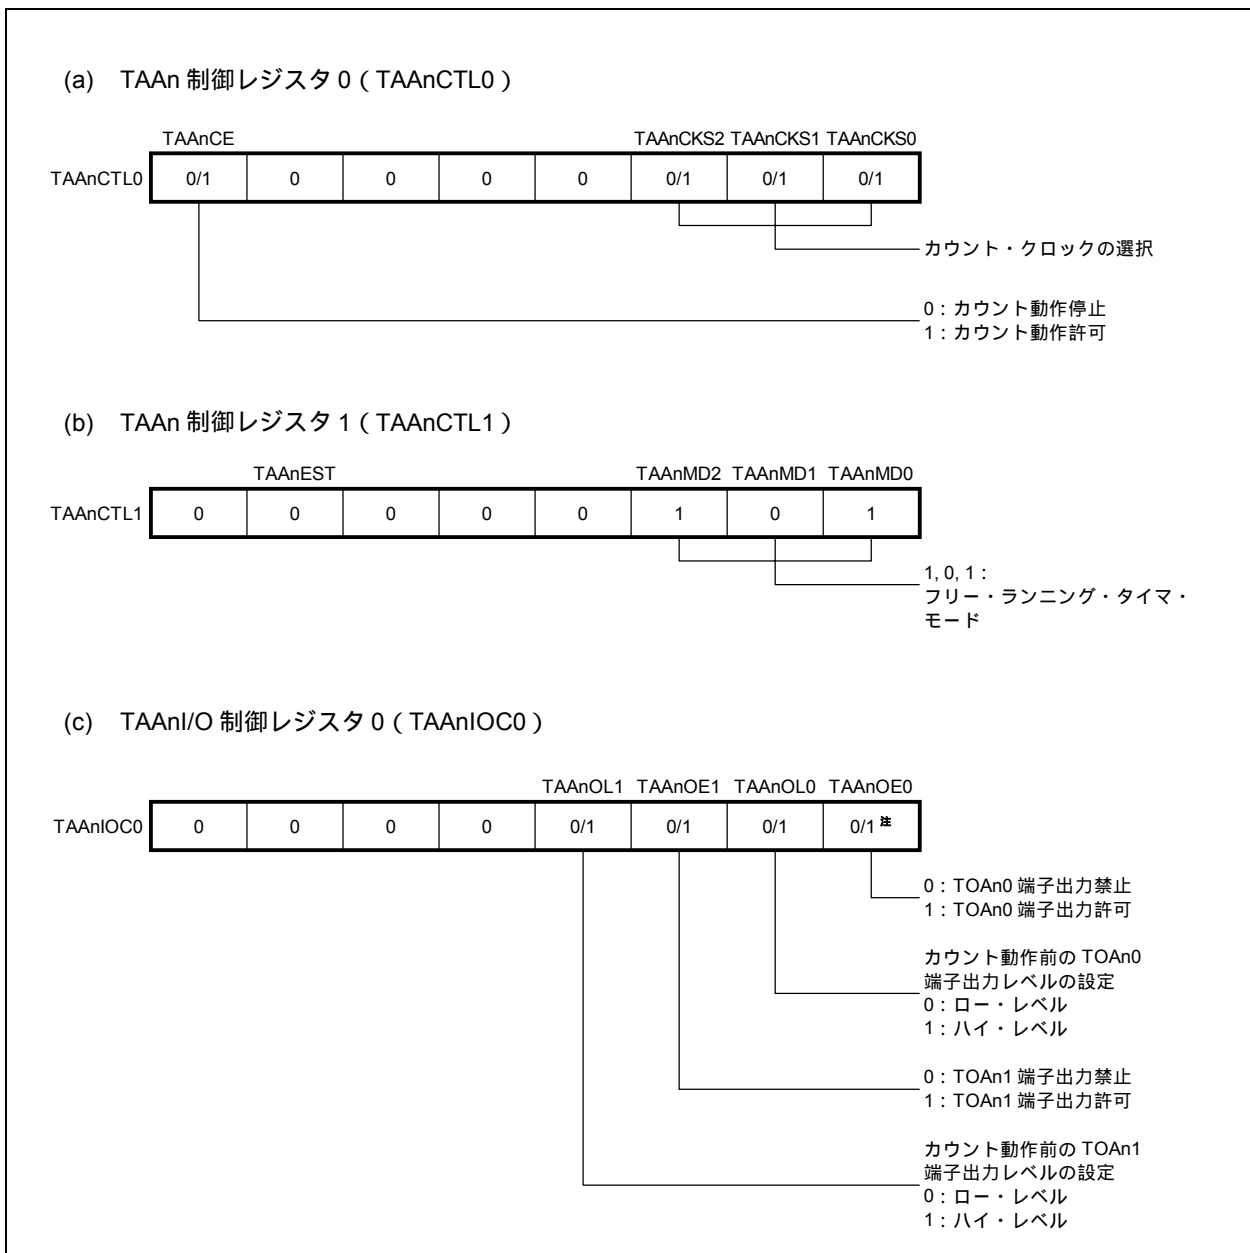 (a) TAAn 制御レジスタ 0 ( TAAnCTL0 )
TAAnCE TAAnCKS2 TAAnCKS1 TAAnCKS0
TAAnCTL0 0/1 0 0 0 0 0/1 0/1 0/1
カウント・クロックの選択
0 : カウント動作停止
1 : カウント動作許可
(b) TAAn 制御レジスタ 1 ( TAAnCTL1 )
TAAnEST TAAnMD2 TAAnMD1 TAAnMD0
TAAnCTL1 0 0 0 0 0 1 0 1
1, 0, 1 :
フリー・ランニング・タイマ・
モード
(c) TAAnI/O 制御レジスタ 0 ( TAAnIOC0 )
TAAnOL1 TAAnOE1 TAAnOL0 TAAnOE0
TAAnIOC0 0 0 0 0 0/1 0/1 0/1 0/1 注
0 : TOAn0 端子出力禁止
1 : TOAn0 端子出力許可
カウント動作前の TOAn0
端子出力レベルの設定
0 : ロー・レベル
1 : ハイ・レベル
0 : TOAn1 端子出力禁止
1 : TOAn1 端子出力許可
カウント動作前の TOAn1
端子出力レベルの設定
0 : ロー・レベル
1 : ハイ・レベル